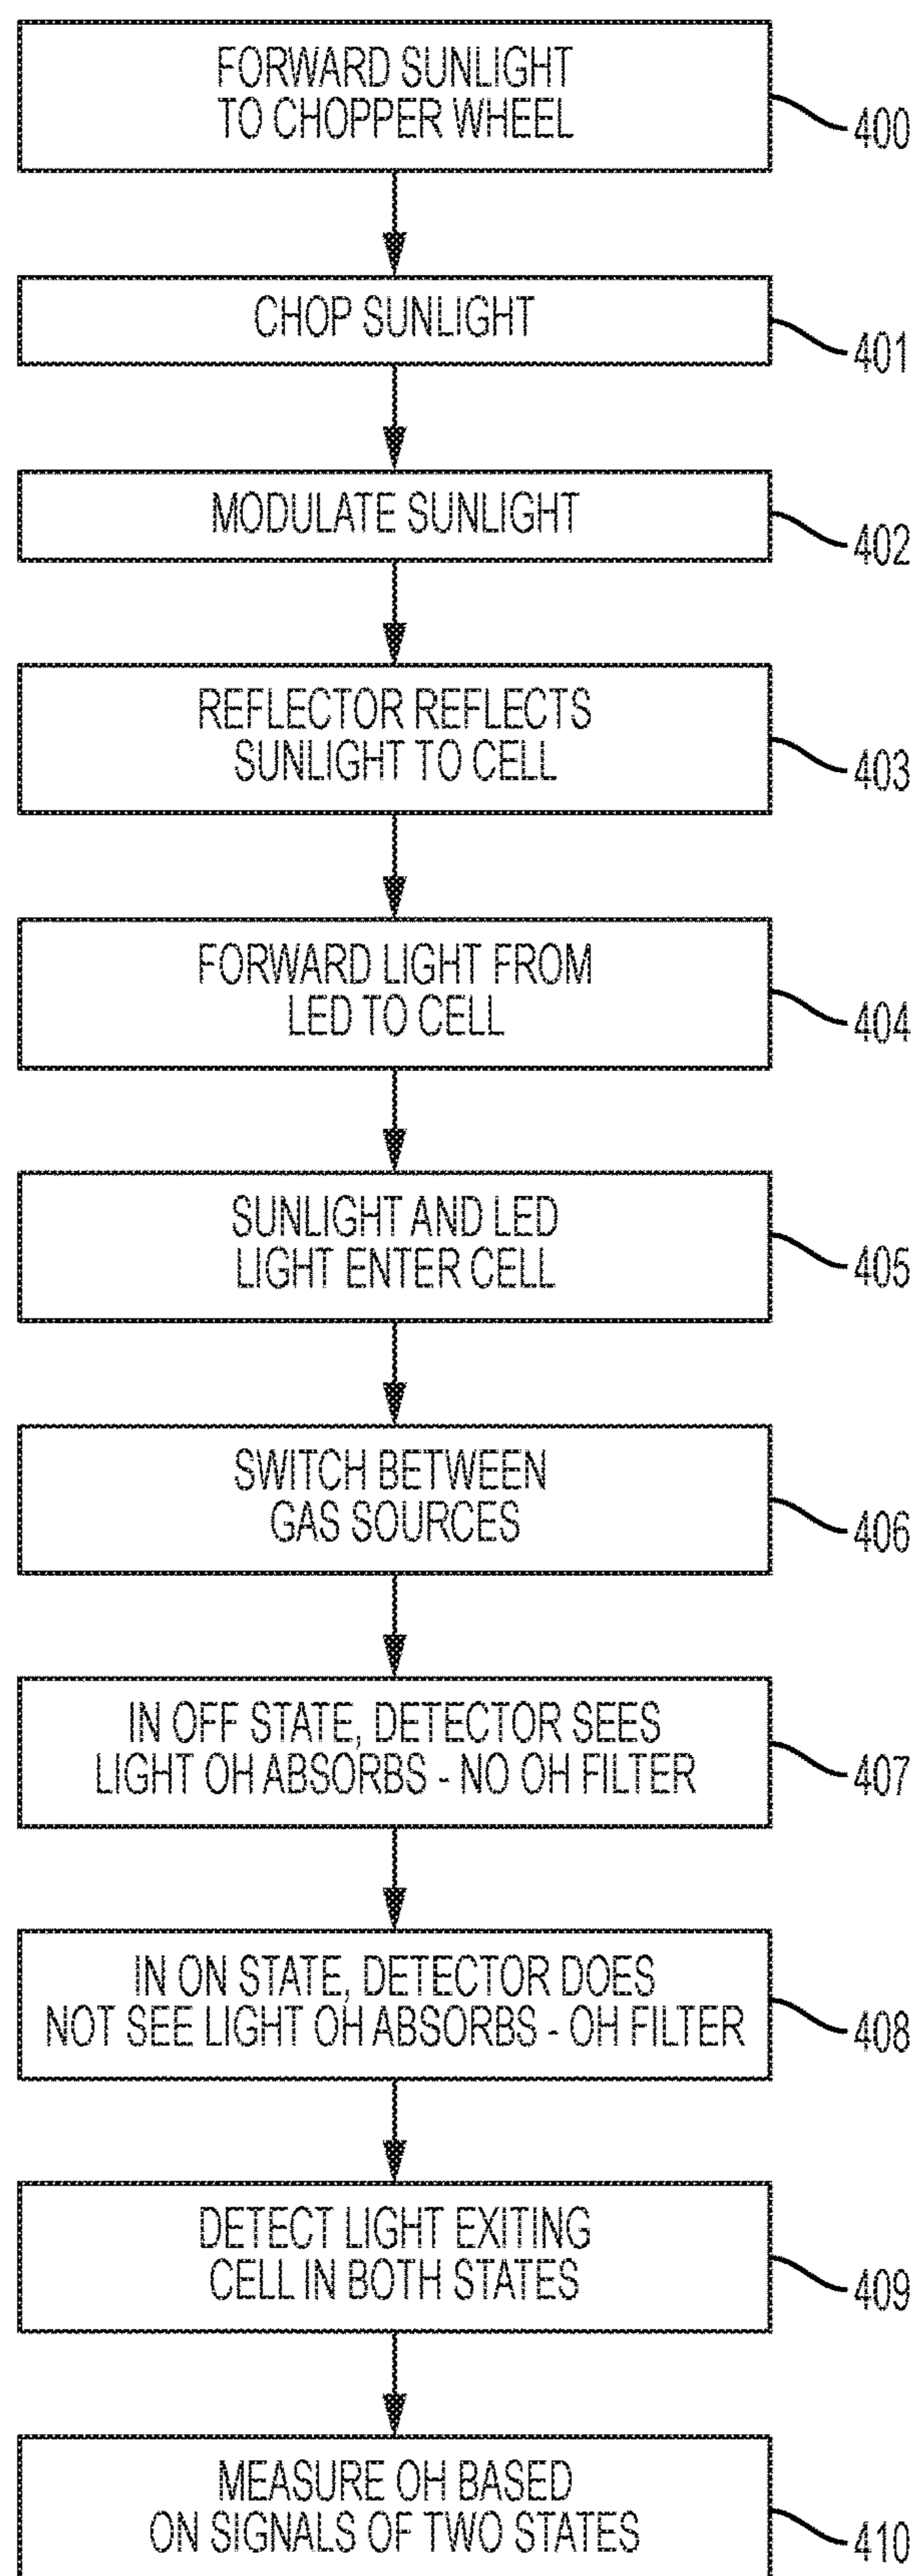 FORWARD SUNLIGHT
TO CHOPPER WHEEL
400
CHOP SUNLIGHT
401
MODULATE SUNLIGHT
402
REFLECTOR REFLECTS
SUNLIGHT TO CELL
403
FORWARD LIGHT FROM
LED TO CELL
404
SUNLIGHT AND LED
LIGHT ENTER CELL
405
SWITCH BETWEEN
GAS SOURCES
406
IN OFF STATE, DETECTOR SEES
LIGHT OH ABSORBS - NO OH FILTER
407
IN ON STATE, DETECTOR DOES
NOT SEE LIGHT OH ABSORBS - OH FILTER
408
DETECT LIGHT EXITING
CELL IN BOTH STATES
409
MEASURE OH BASED
ON SIGNALS OF TWO STATES
410